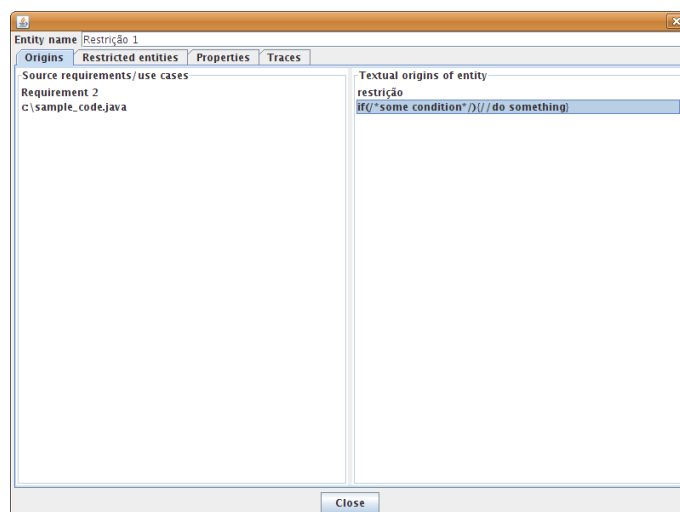 Entity name Restrição 1
Origins Restricted entities Properties Traces
Source requirements/use cases
Requirement 2
c:\sample_code.java
Textual origins of entity
restrição
if(/*some condition*/){//do something}
Close